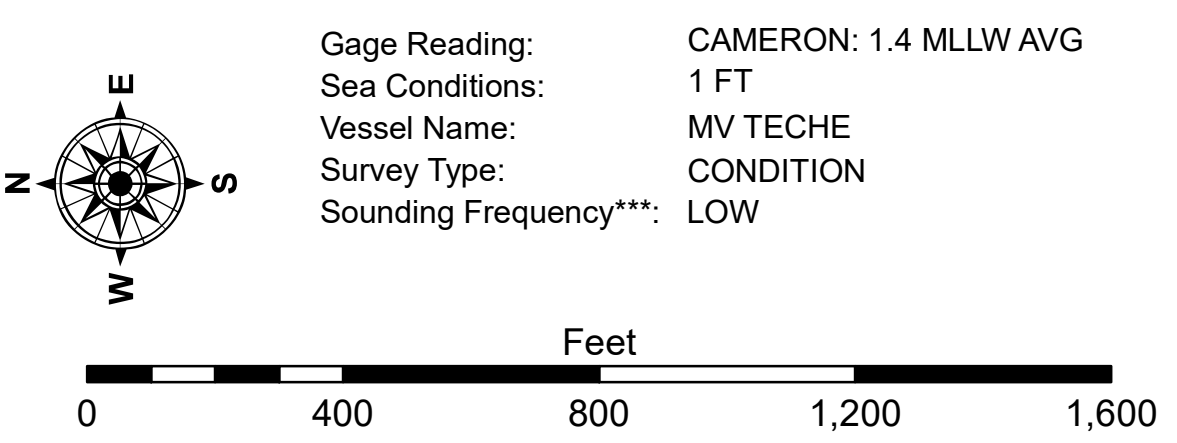 E
N
S
W
Gage Reading: CAMERON: 1.4 MLLW AVG
Sea Conditions: 1 FT
Vessel Name: MV TECHE
Survey Type: CONDITION
Sounding Frequency***: LOW
Feet
0 400 800 1,200 1,600